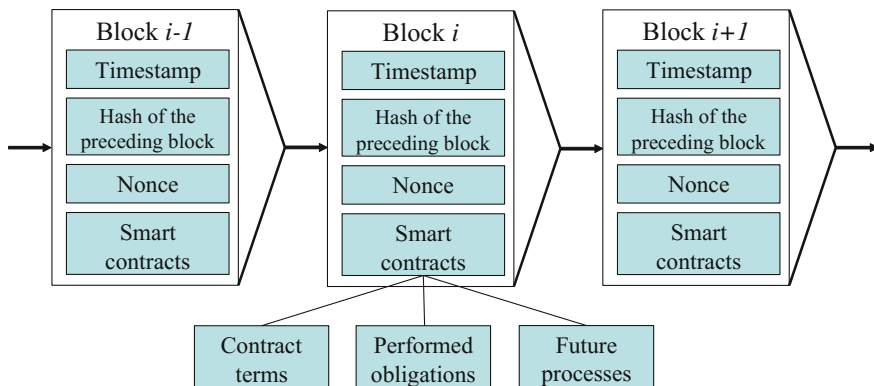 Block i-1
Timestamp
Hash of the
preceding block
Nonce
Smart
contracts
Block i
Timestamp
Hash of the
preceding block
Nonce
Smart
contracts
Block i+1
Timestamp
Hash of the
preceding block
Nonce
Smart
contracts
Contract
terms
Performed
obligations
Future
processes